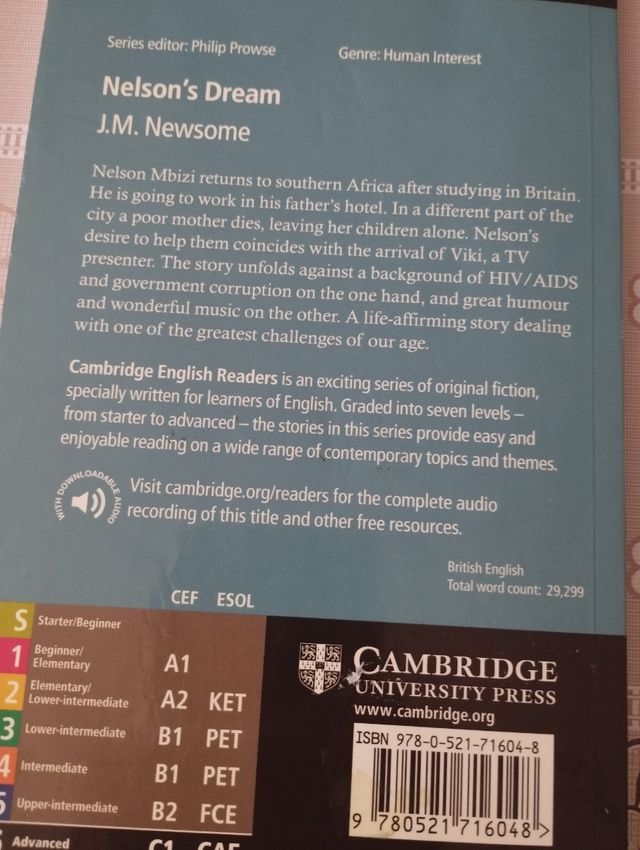 Series editor: Philip Prowse
Genre: Human Interest
Nelson's Dream
J.M. Newsome
Nelson Mbizi returns to southern Africa after studying in Britain.
He is going to work in his father's hotel. In a different part of the
city a poor mother dies, leaving her children alone. Nelson's
desire to help them coincides with the arrival of Viki, a TV
presenter. The story unfolds against a background of HIV/AIDS
and government corruption on the one hand, and great humour
and wonderful music on the other. A life-affirming story dealing
with one of the greatest challenges of our age.
Cambridge English Readers is an exciting series of original fiction,
specially written for learners of English. Graded into seven levels –
from starter to advanced – the stories in this series provide easy and
enjoyable reading on a wide range of contemporary topics and themes.
WITH DOWNLOADABLE AUDIO
Visit cambridge.org/readers for the complete audio
recording of this title and other free resources.
British English
Total word count: 29,299
CEF ESOL
S Starter/Beginner
1 Beginner/
Elementary A1
2 Elementary/
Lower-intermediate A2 KET
3 Lower-intermediate B1 PET
4 Intermediate B1 PET
5 Upper-intermediate B2 FCE
Advanced C1 CAE
CAMBRIDGE
UNIVERSITY PRESS
www.cambridge.org
ISBN 978-0-521-71604-8
9 780521 716048 >